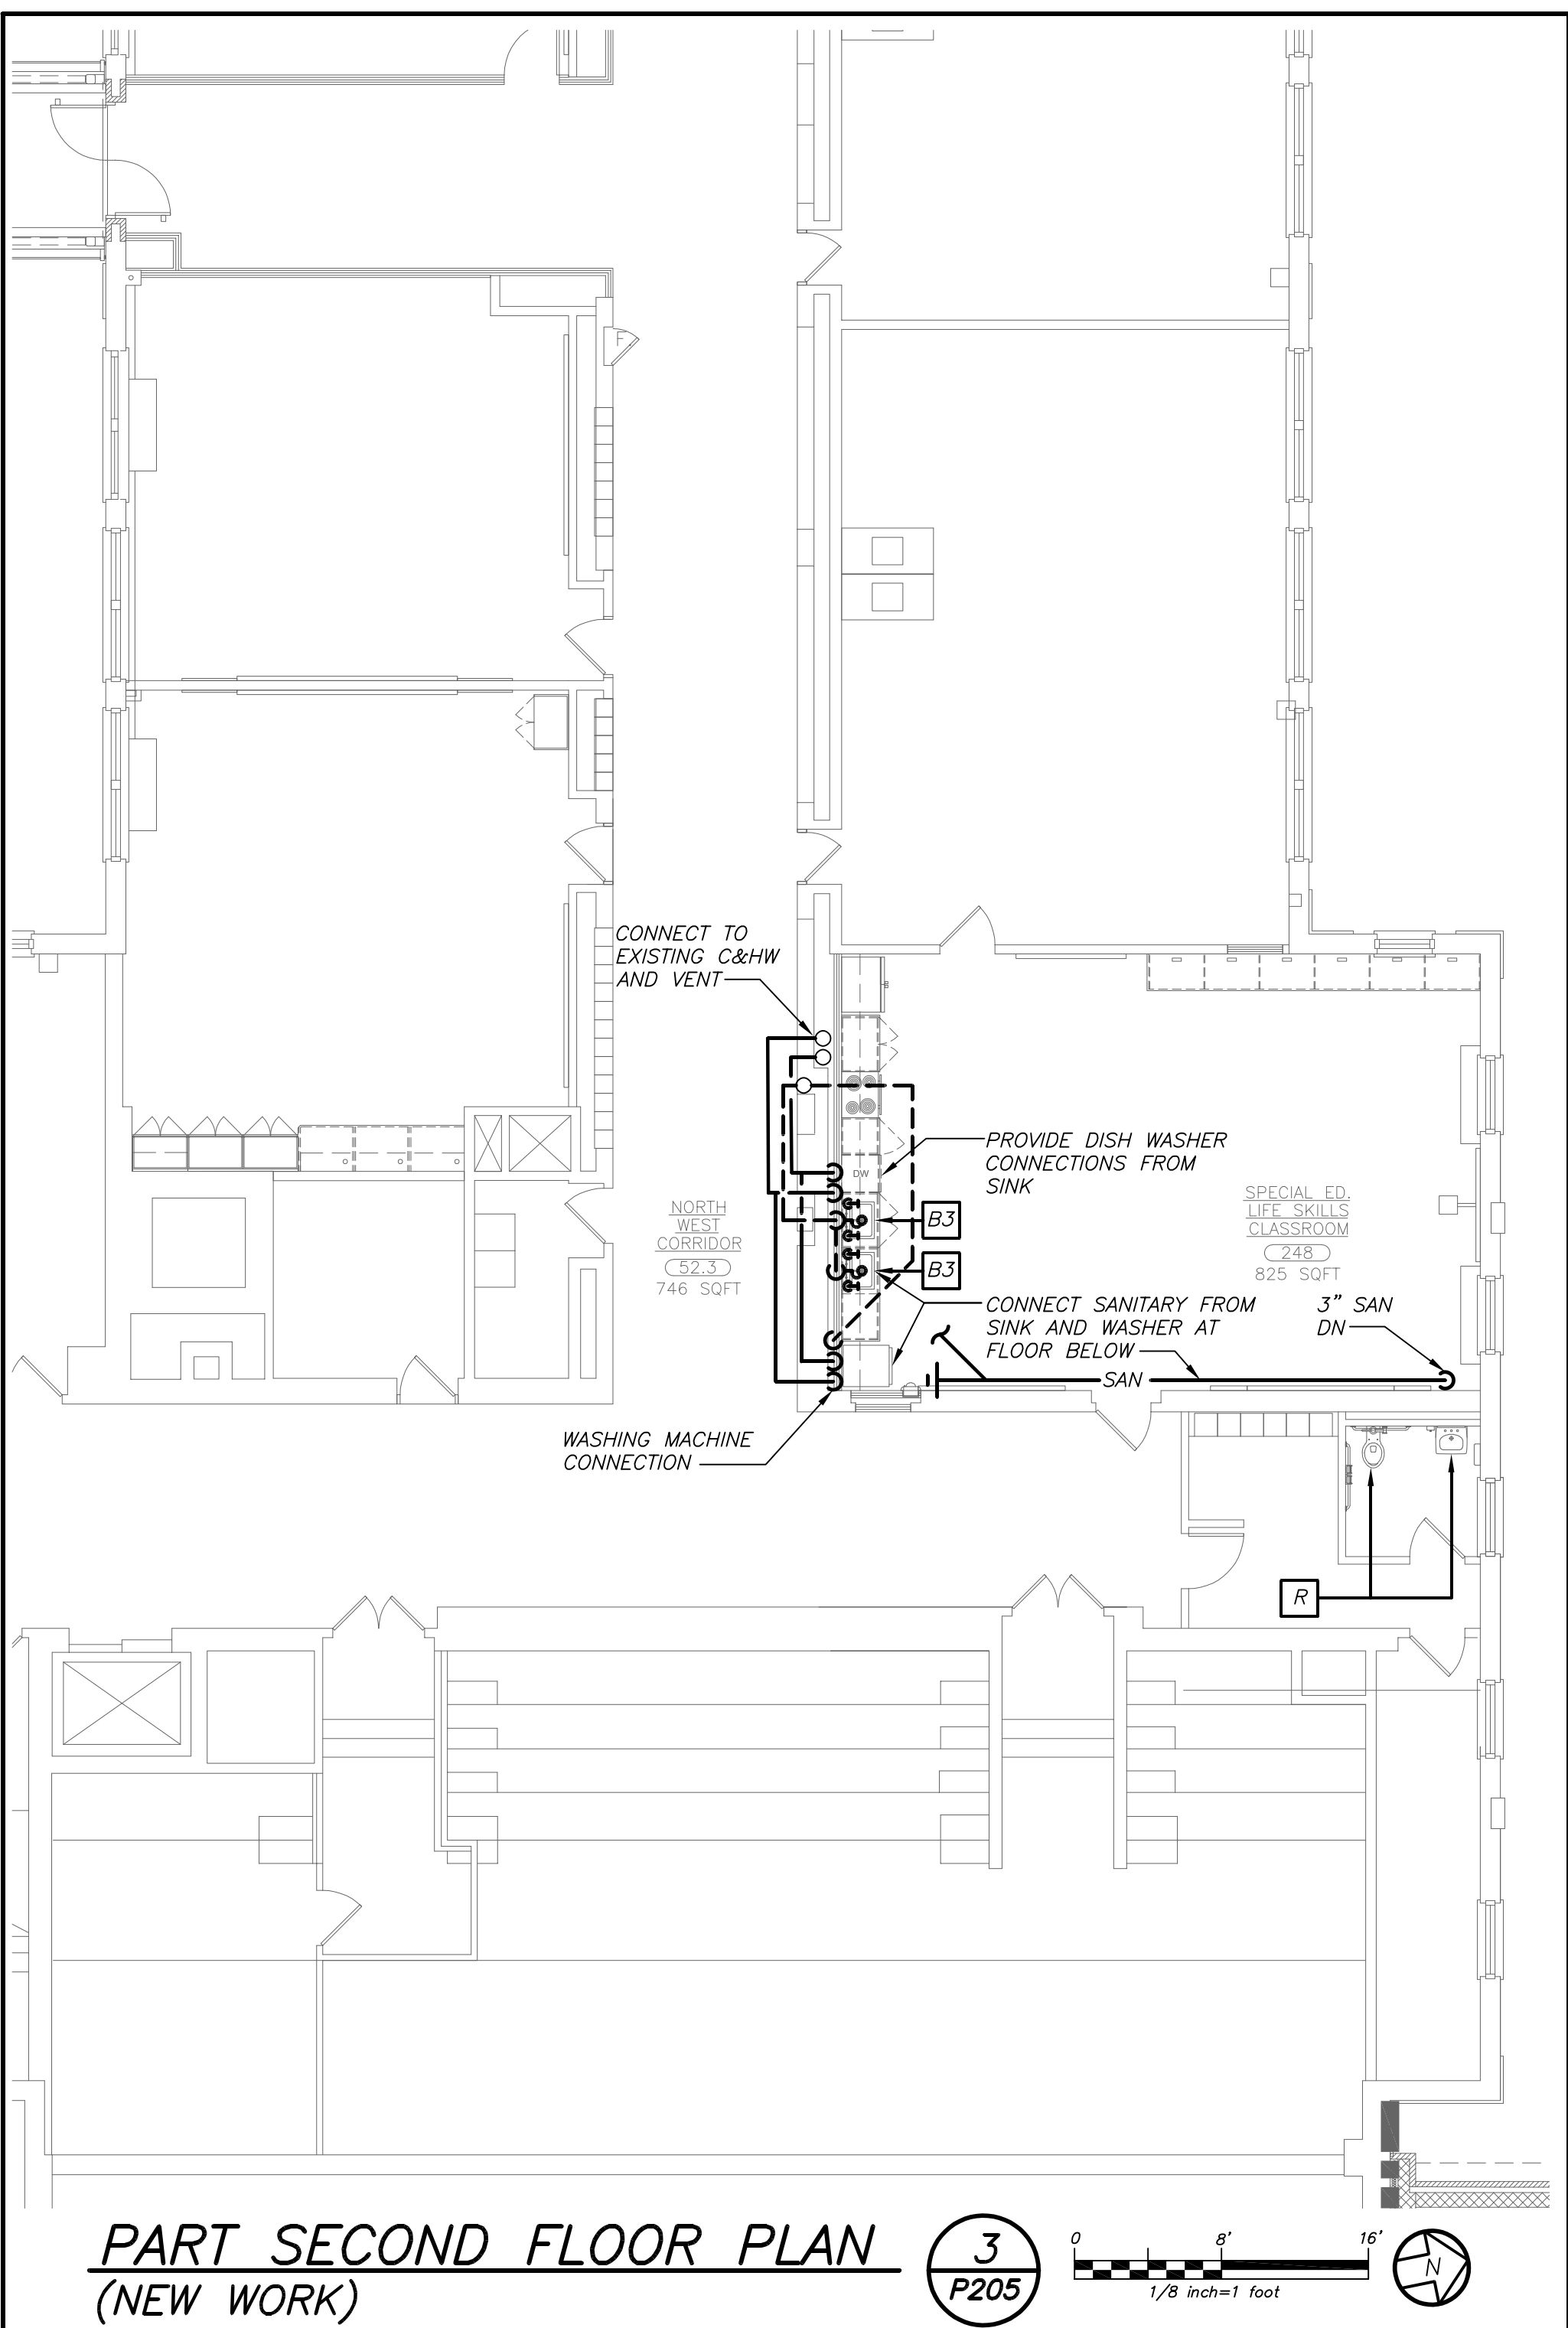 F
CONNECT TO
EXISTING C&HW
AND VENT
PROVIDE DISH WASHER
CONNECTIONS FROM
SINK
DW
NORTH
WEST
CORRIDOR
52.3
746 SQFT
B3
B3
SPECIAL ED.
LIFE SKILLS
CLASSROOM
248
825 SQFT
CONNECT SANITARY FROM
SINK AND WASHER AT
FLOOR BELOW
3" SAN
DN
SAN
WASHING MACHINE
CONNECTION
R
PART SECOND FLOOR PLAN
(NEW WORK)
3
P205
0 8' 16'
1/8 inch=1 foot
N